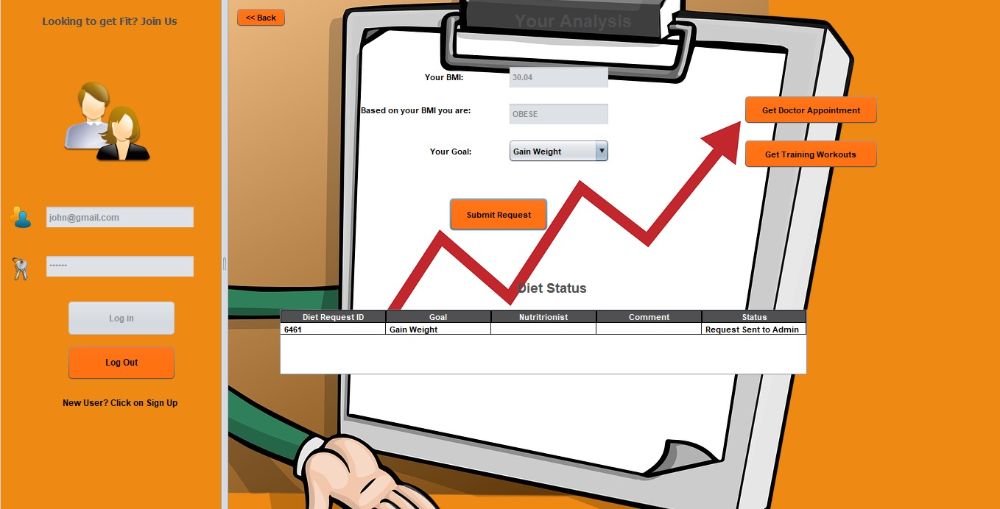 Looking to get Fit? Join Us
john@gmail.com
------
Log in
Log Out
New User? Click on Sign Up
<< Back
Your Analysis
Your BMI: 30.04
Based on your BMI you are: OBESE
Your Goal: Gain Weight
Submit Request
Get Doctor Appointment
Get Training Workouts
Diet Status
Diet Request ID Goal Nutritrionist Comment Status
6461 Gain Weight Request Sent to Admin